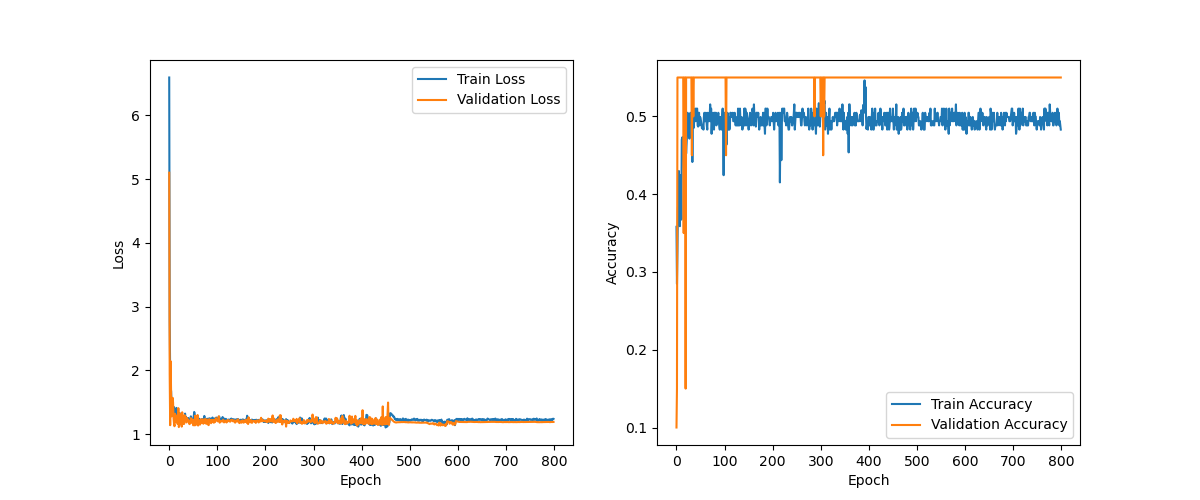 Train Loss
Validation Loss
6
5
4
3
2
1
Loss
0 100 200 300 400 500 600 700 800
Epoch
0.5
0.4
0.3
0.2
0.1
Accuracy
Train Accuracy
Validation Accuracy
0 100 200 300 400 500 600 700 800
Epoch